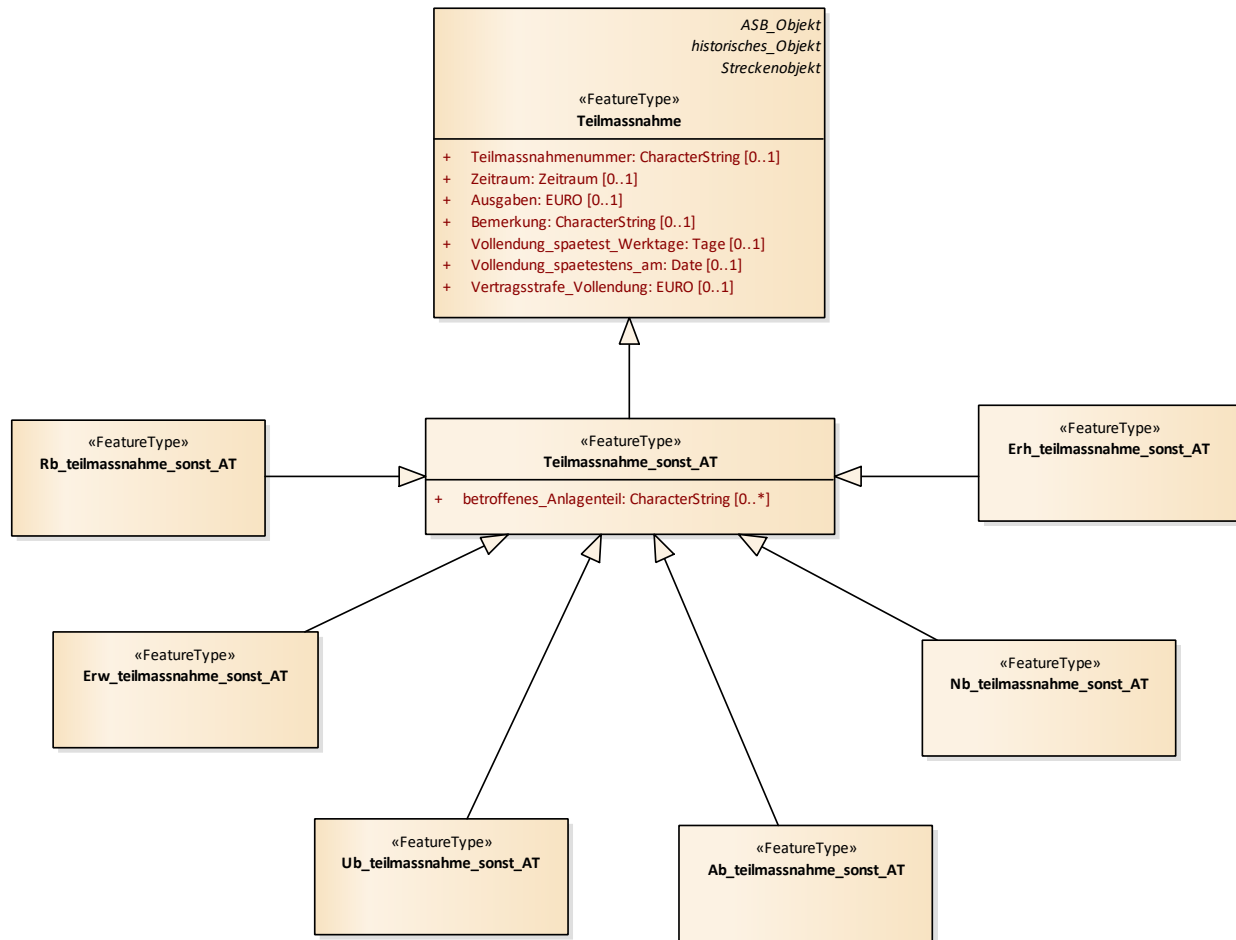 ASB_Objekt
historisches_Objekt
Streckenobjekt
«FeatureType»
Teilmassnahme
+ Teilmassnahmenummer: CharacterString [0..1]
+ Zeitraum: Zeitraum [0..1]
+ Ausgaben: EURO [0..1]
+ Bemerkung: CharacterString [0..1]
+ Vollendung_spaetest_Werktage: Tage [0..1]
+ Vollendung_spaetestens_am: Date [0..1]
+ Vertragsstrafe_Vollendung: EURO [0..1]
«FeatureType»
Rb_teilmassnahme_sonst_AT
«FeatureType»
Teilmassnahme_sonst_AT
+ betroffenes_Anlagenteil: CharacterString [0..*]
«FeatureType»
Erh_teilmassnahme_sonst_AT
«FeatureType»
Erw_teilmassnahme_sonst_AT
«FeatureType»
Nb_teilmassnahme_sonst_AT
«FeatureType»
Ub_teilmassnahme_sonst_AT
«FeatureType»
Ab_teilmassnahme_sonst_AT